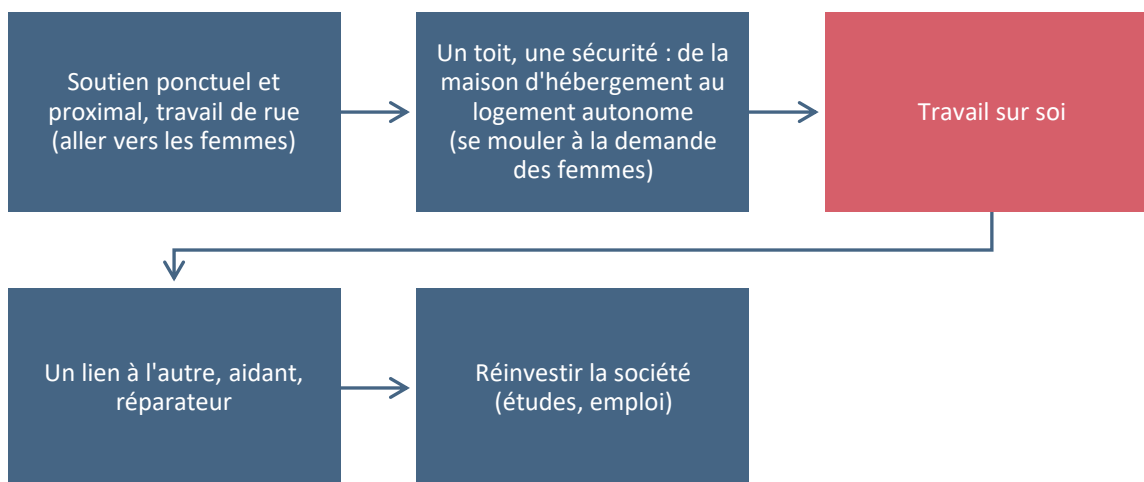 Soutien ponctuel et
proximal, travail de rue
(aller vers les femmes)
Un toit, une sécurité : de la
maison d'hébergement au
logement autonome
(se mouler à la demande
des femmes)
Travail sur soi
Un lien à l'autre, aidant,
réparateur
Réinvestir la société
(études, emploi)